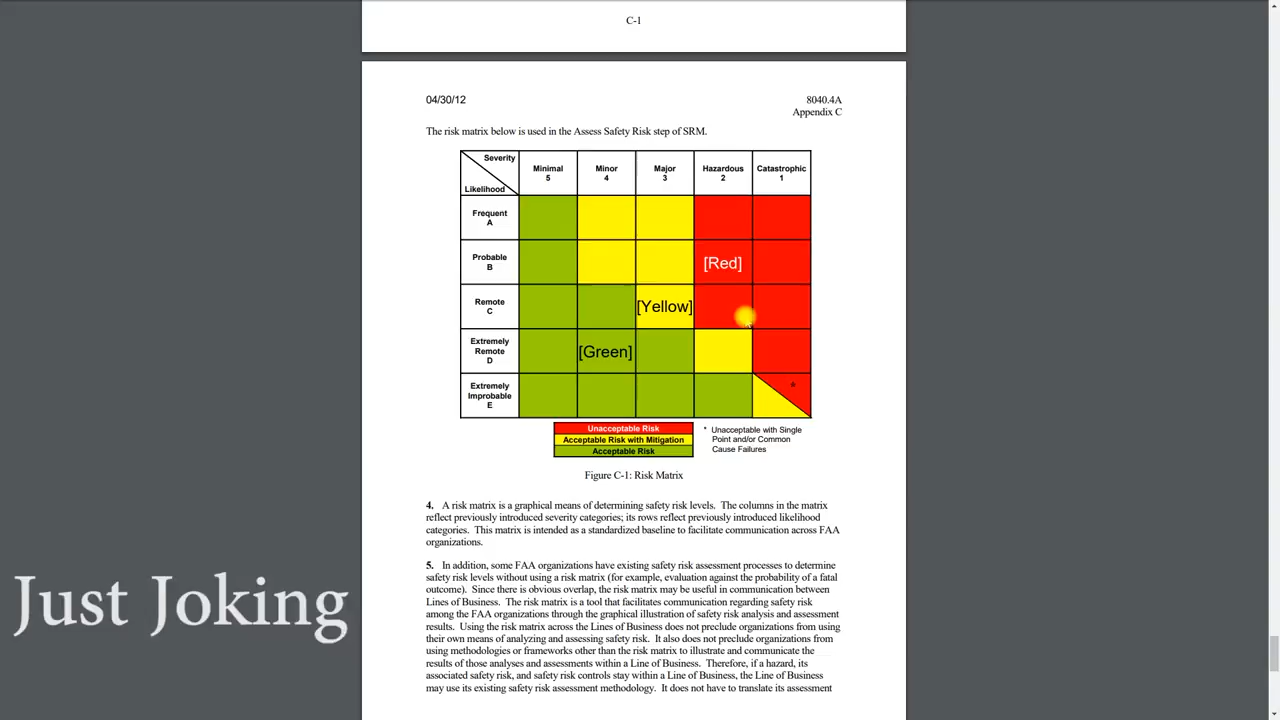 C-1
04/30/12
8040.4A
Appendix C
The risk matrix below is used in the Assess Safety Risk step of SRM.
Severity
Likelihood
Minimal
5
Minor
4
Major
3
Hazardous
2
Catastrophic
1
Frequent
A
Probable
B
[Red]
Remote
C
[Yellow]
Extremely
Remote
D
[Green]
Extremely
Improbable
E
*
Unacceptable Risk
Acceptable Risk with Mitigation
Acceptable Risk
* Unacceptable with Single
Point and/or Common
Cause Failures
Figure C-1: Risk Matrix
4. A risk matrix is a graphical means of determining safety risk levels. The columns in the matrix
reflect previously introduced severity categories; its rows reflect previously introduced likelihood
categories. This matrix is intended as a standardized baseline to facilitate communication across FAA
organizations.
5. In addition, some FAA organizations have existing safety risk assessment processes to determine
safety risk levels without using a risk matrix (for example, evaluation against the probability of a fatal
outcome). Since there is obvious overlap, the risk matrix may be useful in communication between
Lines of Business. The risk matrix is a tool that facilitates communication regarding safety risk
among the FAA organizations through the graphical illustration of safety risk analysis and assessment
results. Using the risk matrix across the Lines of Business does not preclude organizations from using
their own means of analyzing and assessing safety risk. It also does not preclude organizations from
using methodologies or frameworks other than the risk matrix to illustrate and communicate the
results of those analyses and assessments within a Line of Business. Therefore, if a hazard, its
associated safety risk, and safety risk controls stay within a Line of Business, the Line of Business
may use its existing safety risk assessment methodology. It does not have to translate its assessment
Just Joking